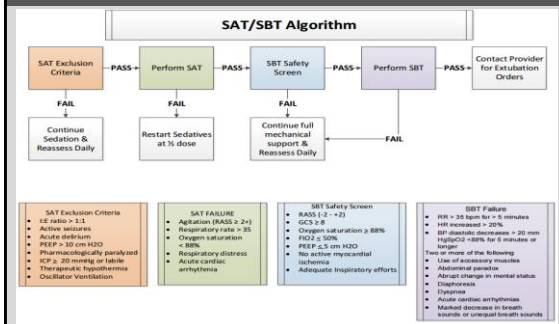 SAT/SBT Algorithm
SAT Exclusion
Criteria
PASS
Perform SAT
PASS
SBT Safety
Screen
PASS
Perform SBT
PASS
Contact Provider
for Extubation
Orders
FAIL
FAIL
FAIL
FAIL
Continue
Sedation &
Reassess Daily
Restart Sedatives
at ½ dose
Continue full
mechanical
support & Reassess
Daily
SAT Exclusion Criteria
• I:E ratio > 1:1
• Active seizures
• Acute delirium
• PEEP > 10 cm H2O
• Pharmacologically paralyzed
• ICP ≥ 20 mmHg or labile
• Therapeutic hypothermia
• Oscillator Ventilation
SAT FAILURE
• Agitation (RASS ≥ 2+)
• Respiratory rate > 35
• Oxygen saturation
< 88%
• Respiratory distress
• Acute cardiac
arrhythmia
SBT Safety Screen
• RASS (-2 - +2)
• GCS ≥ 8
• Oxygen saturation ≥ 88%
• FIO2 ≤ 50%
• PEEP ≤ 5 cm H2O
• No active myocardial
ischemia
• Adequate Inspiratory efforts
SBT Failure
• RR > 35 bpm for > 5 minutes
• HR increased > 20%
• BP diastolic decreases > 20 mm
HgSpO2 <88% for 5 minutes or
longer
Two or more of the following
• Use of accessory muscles
• Abdominal paradox
• Abrupt change in mental status
• Diaphoresis
• Dyspnea
• Acute cardiac arrhythmias
• Marked decrease in breath
sounds or unequal breath sounds